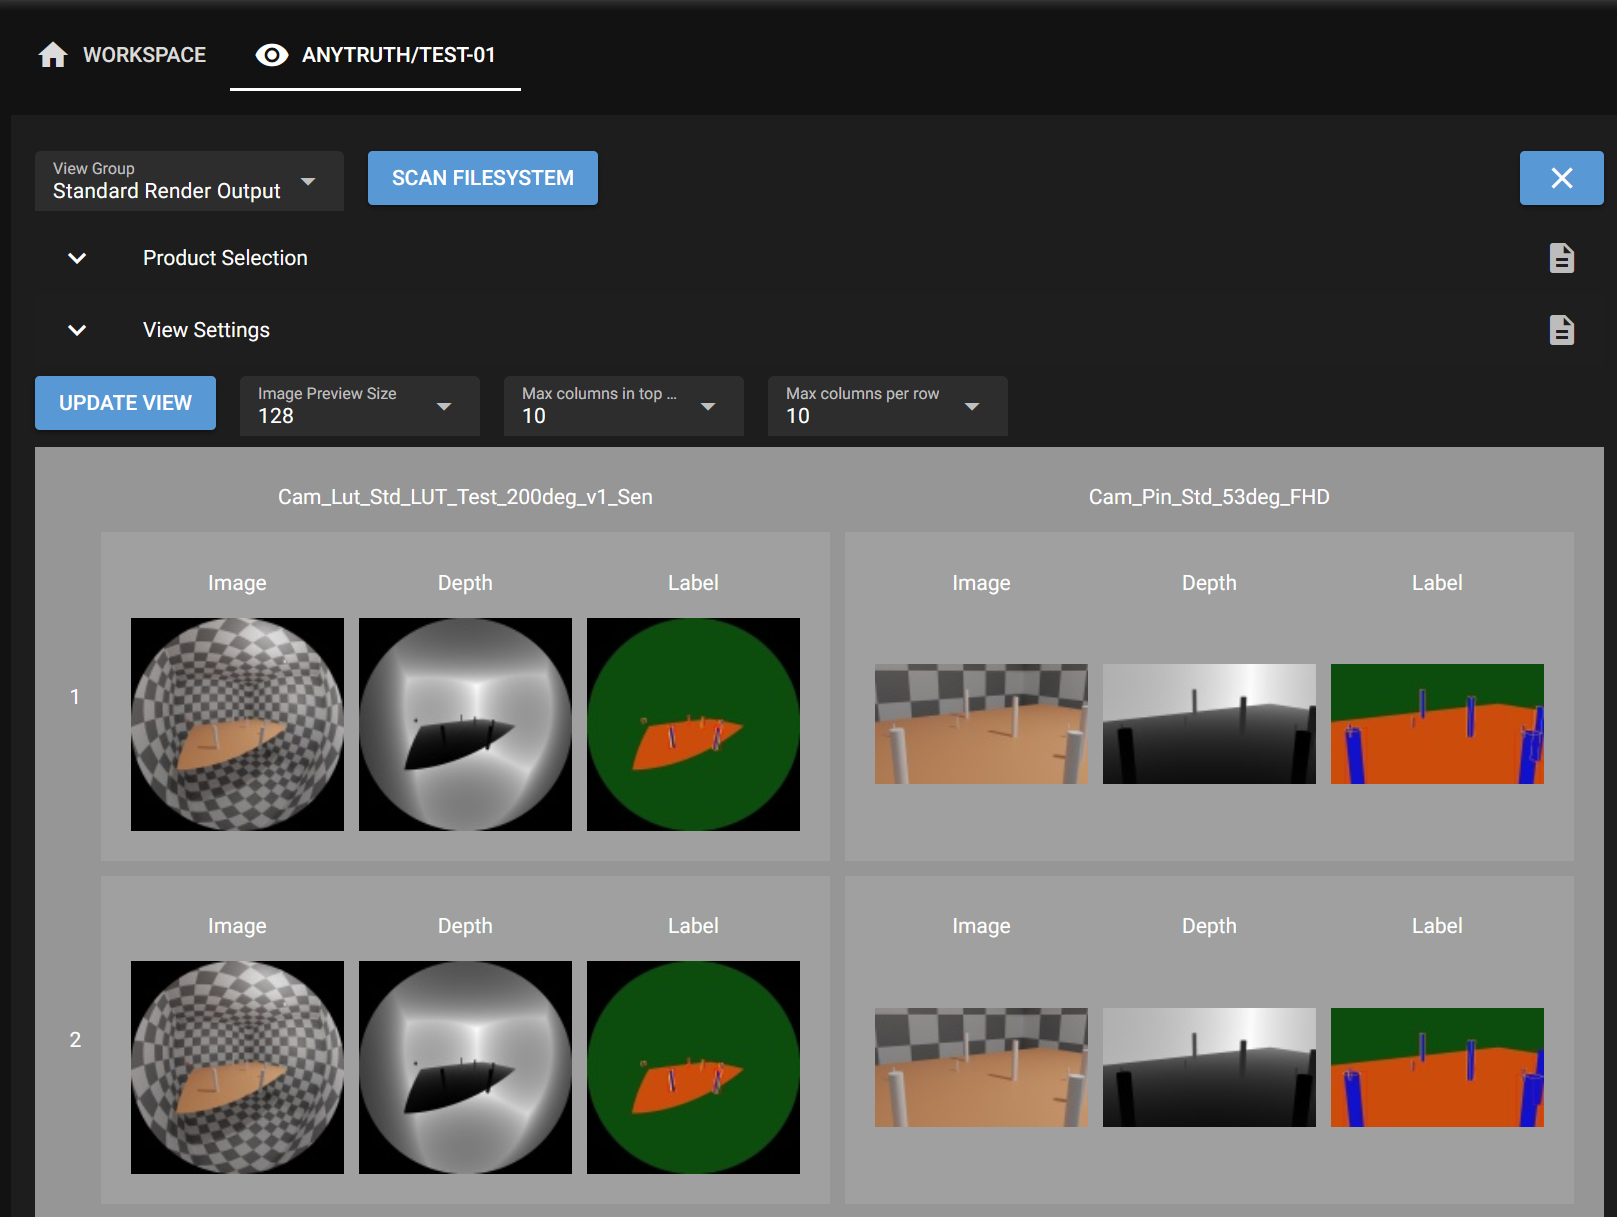 WORKSPACE
ANYTRUTH/TEST-01
View Group
Standard Render Output
SCAN FILESYSTEM
Product Selection
View Settings
UPDATE VIEW
Image Preview Size
128
Max columns in top ...
10
Max columns per row
10
Cam_Lut_Std_LUT_Test_200deg_v1_Sen
Cam_Pin_Std_53deg_FHD
Image
Depth
Label
Image
Depth
Label
1
Image
Depth
Label
Image
Depth
Label
2